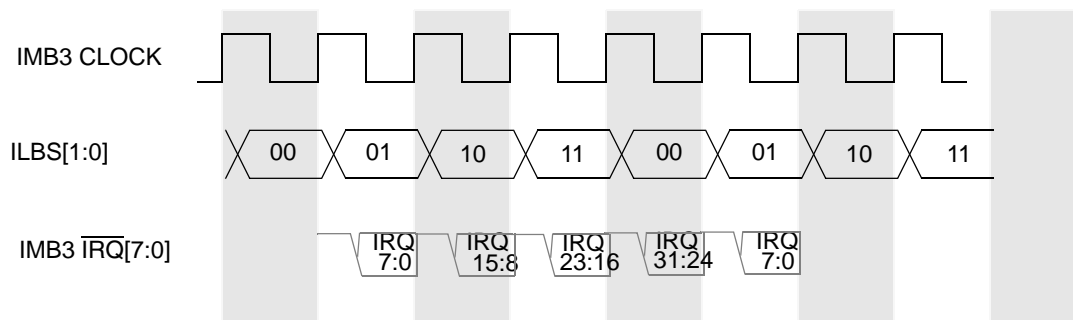 IMB3 CLOCK
ILBS[1:0]
00 01 10 11 00 01 10 11
IMB3 IRQ[7:0]
IRQ IRQ IRQ IRQ IRQ
7:0 15:8 23:16 31:24 7:0